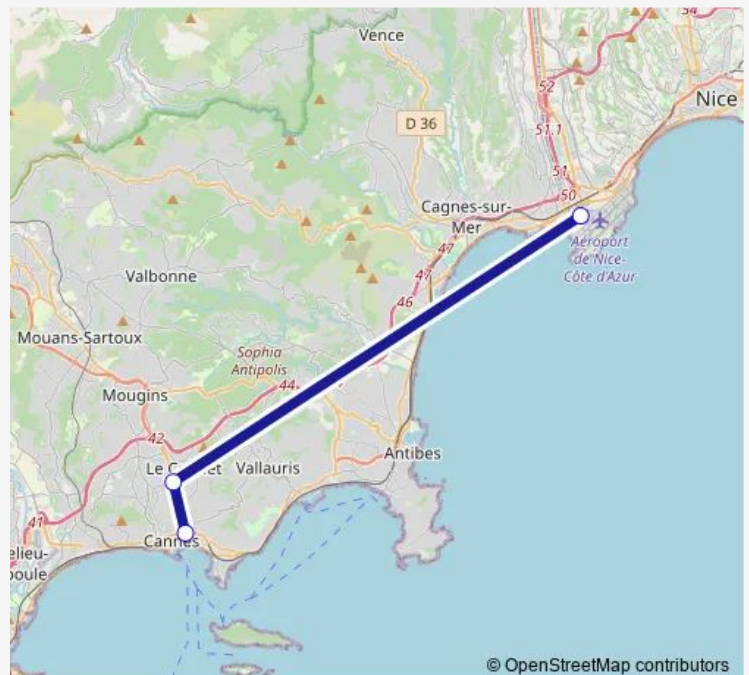 54
Vence
52
Nice
D 36
51.1
51
50
Cagnes-sur-
Mer
47
Aéroport
de Nice-
Côte d'Azur
47
Valbonne
46
Mouans-Sartoux
Sophia
Antipolis
44
Mougins
42
Antibes
Vallauris
41
Cannes
© OpenStreetMap contributors